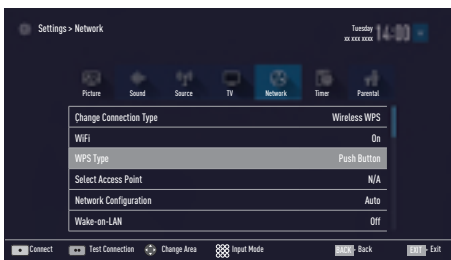 Settings > Network
Tuesday
xx xxx xxxx
14:00
Picture Sound Source TV Network Timer Parental
Change Connection Type Wireless WPS
WiFi On
WPS Type Push Button
Select Access Point N/A
Network Configuration Auto
Wake-on-LAN Off
Connect Test Connection Change Area Input Mode BACK - Back EXIT - Exit